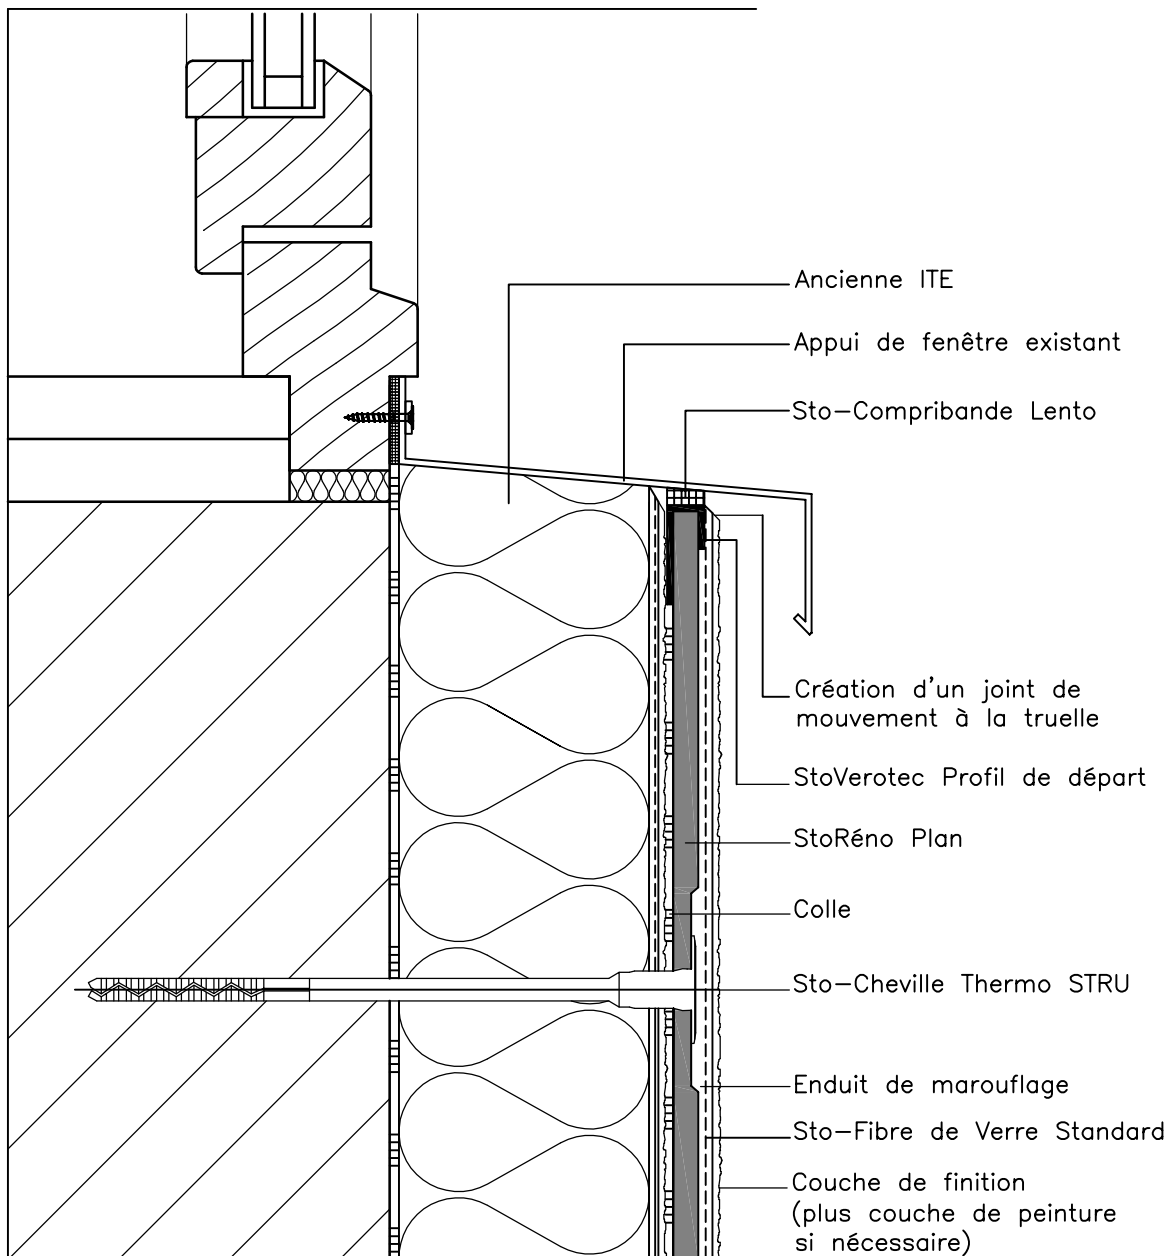 Ancienne ITE
Appui de fenêtre existant
Sto-Compribande Lento
Création d'un joint de
mouvement à la truelle
StoVerotec Profil de départ
StoRéno Plan
Colle
Sto-Cheville Thermo STRU
Enduit de marouflage
Sto-Fibre de Verre Standard
Couche de finition
(plus couche de peinture
si nécessaire)